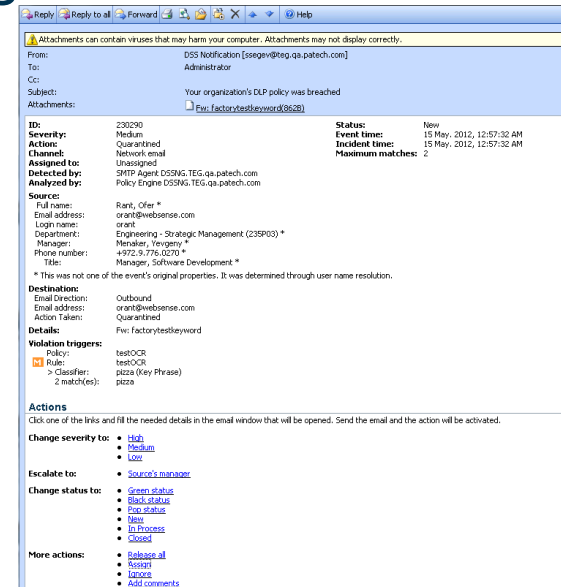 Reply Reply to all Forward Help
Attachments can contain viruses that may harm your computer. Attachments may not display correctly.
From: DSS Notification [ssegev@teg.qa.patech.com]
To: Administrator
Cc:
Subject: Your organization's DLP policy was breached
Attachments: Fw: factorytestkeyword(862B)
ID: 230290 Status: New
Severity: Medium Event time: 15 May. 2012, 12:57:32 AM
Action: Quarantined Incident time: 15 May. 2012, 12:57:32 AM
Channel: Network email Maximum matches: 2
Assigned to: Unassigned
Detected by: SMTP Agent DSSNG.TEG.qa.patech.com
Analyzed by: Policy Engine DSSNG.TEG.qa.patech.com
Source:
Full name: Rant, Ofer *
Email address: orant@websense.com
Login name: orant
Department: Engineering - Strategic Management (235P03) *
Manager: Menaker, Yevgeny *
Phone number: +972.9.776.0270 *
Title: Manager, Software Development *
* This was not one of the event's original properties. It was determined through user name resolution.
Destination:
Email Direction: Outbound
Email address: orant@websense.com
Action Taken: Quarantined
Details: Fw: factorytestkeyword
Violation triggers:
Policy: testOCR
M Rule: testOCR
> Classifier: pizza (Key Phrase)
2 match(es): pizza
Actions
Click one of the links and fill the needed details in the email window that will be opened. Send the email and the action will be activated.
Change severity to: • High
• Medium
• Low
Escalate to: • Source's manager
Change status to: • Green status
• Black status
• Pop status
• New
• In Process
• Closed
More actions: • Release all
• Assign
• Ignore
• Add comments